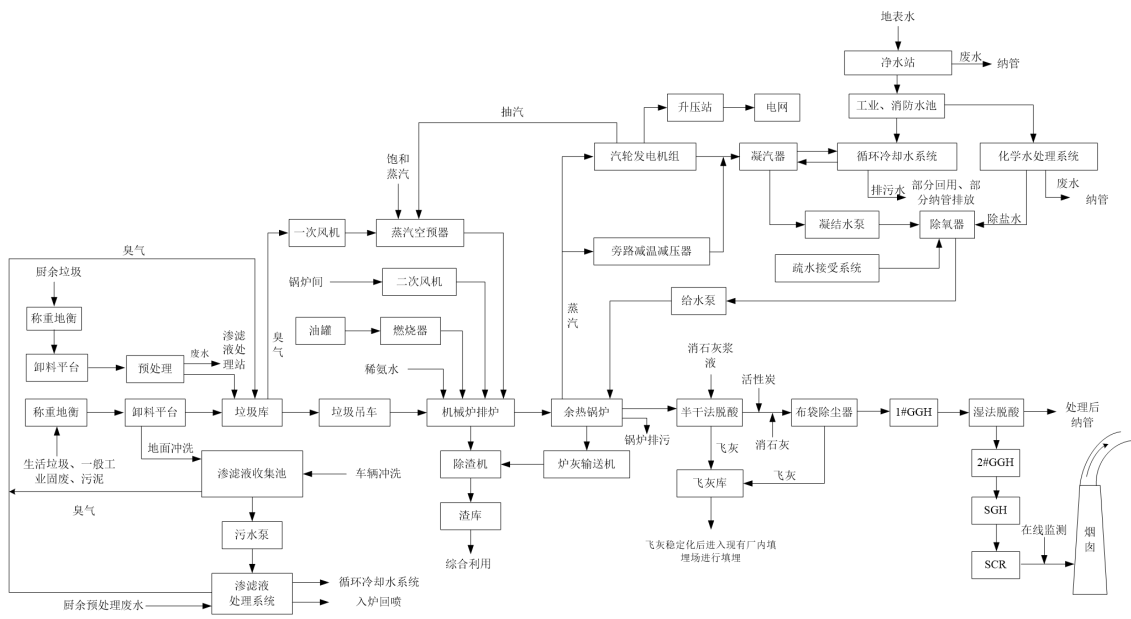 地表水
净水站
废水
纳管
工业、消防水池
升压站
电网
抽汽
汽轮发电机组
凝汽器
循环冷却水系统
化学水处理系统
饱和
蒸汽
排污水
部分回用、部
分纳管排放
废水
纳管
一次风机
蒸汽空预器
凝结水泵
除氧器
除盐水
臭气
旁路减温减压器
疏水接受系统
厨余垃圾
锅炉间
二次风机
蒸
汽
给水泵
称重地衡
油罐
燃烧器
臭
气
渗滤
液处
理站
废水
卸料平台
预处理
稀氨水
消石灰浆
液
活性炭
称重地衡
卸料平台
垃圾库
垃圾吊车
机械炉排炉
余热锅炉
半干法脱酸
布袋除尘器
1#GGH
湿法脱酸
处理后
纳管
锅炉排污
消石灰
地面冲洗
生活垃圾、一般工
业固废、污泥
渗滤液收集池
车辆冲洗
除渣机
炉灰输送机
飞灰
飞灰库
飞灰
2#GGH
臭气
渣库
SGH
污水泵
在线监测
烟
囱
综合利用
飞灰稳定化后进入现有厂内填
埋场进行填埋
SCR
渗滤液
处理系统
循环冷却水系统
入炉回喷
厨余预处理废水